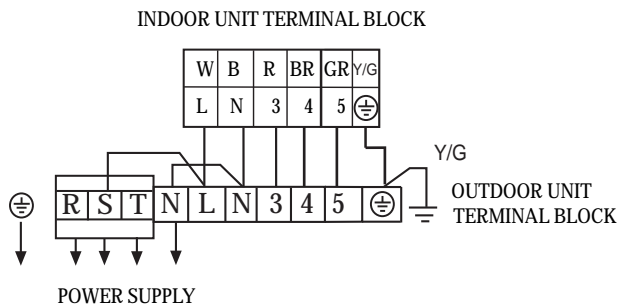 INDOOR UNIT TERMINAL BLOCK
W B R BR GR Y/G
L N 3 4 5
Y/G
R S T N L N 3 4 5
OUTDOOR UNIT
TERMINAL BLOCK
POWER SUPPLY